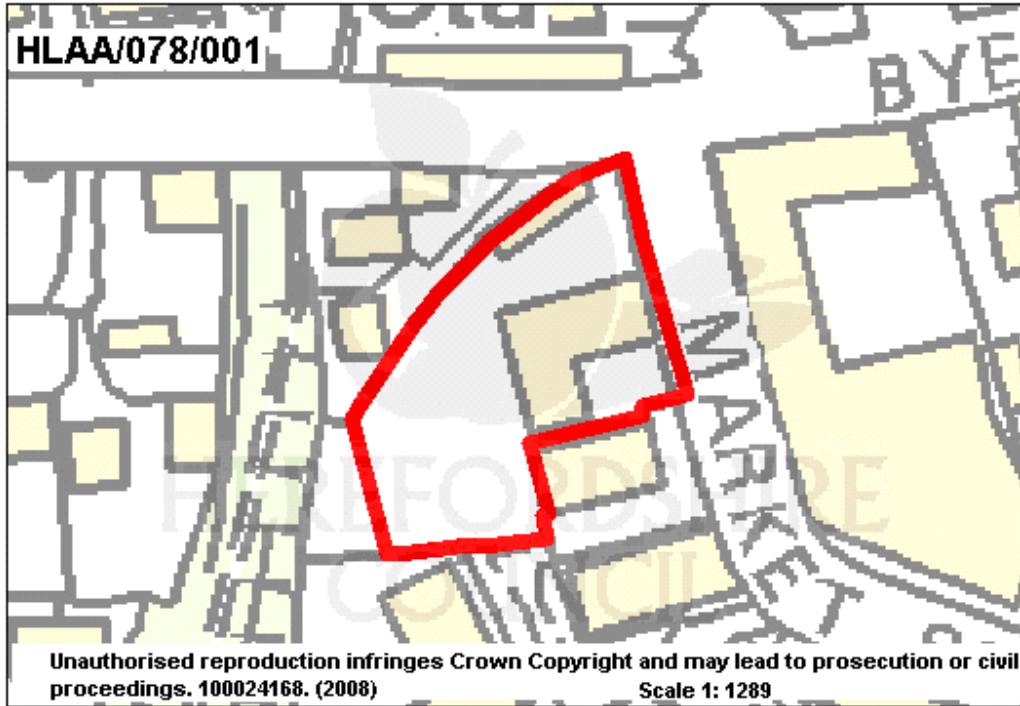 HLAA/078/001
BYE
MARKET
HEREFORDSHIRE
COUNCIL
Unauthorised reproduction infringes Crown Copyright and may lead to prosecution or civil
proceedings. 100024168. (2008) Scale 1: 1289